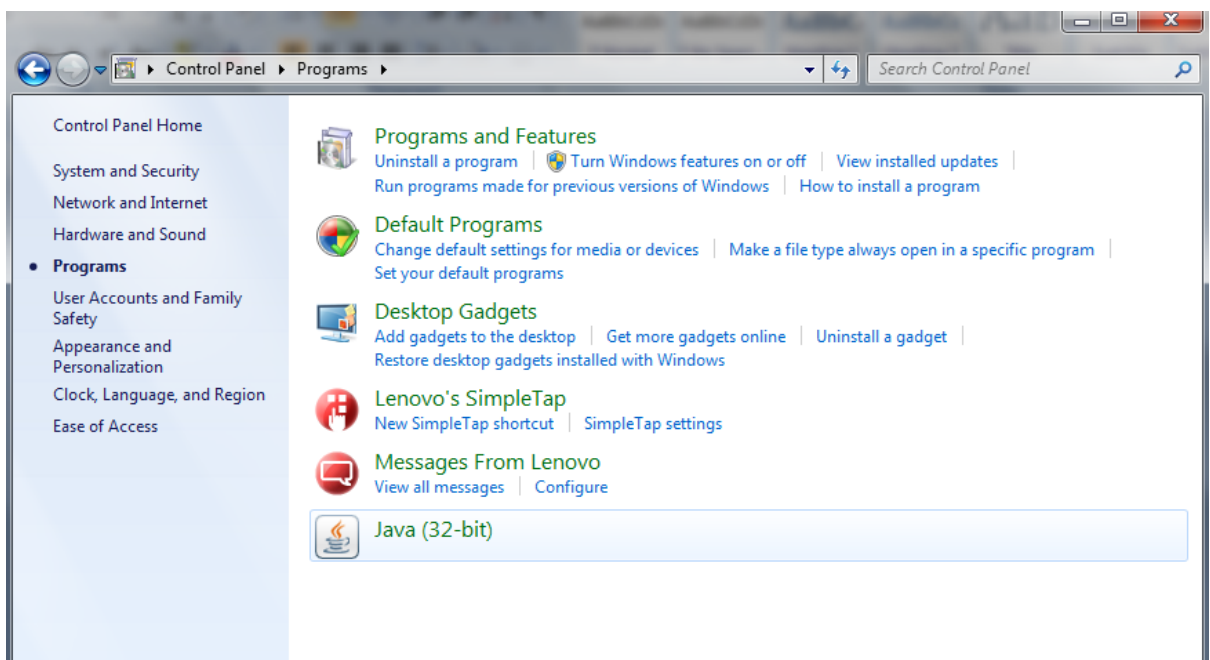 Control Panel Programs
Search Control Panel
Control Panel Home
System and Security
Network and Internet
Hardware and Sound
Programs
User Accounts and Family
Safety
Appearance and
Personalization
Clock, Language, and Region
Ease of Access
Programs and Features
Uninstall a program Turn Windows features on or off View installed updates
Run programs made for previous versions of Windows How to install a program
Default Programs
Change default settings for media or devices Make a file type always open in a specific program
Set your default programs
Desktop Gadgets
Add gadgets to the desktop Get more gadgets online Uninstall a gadget
Restore desktop gadgets installed with Windows
Lenovo's SimpleTap
New SimpleTap shortcut SimpleTap settings
Messages From Lenovo
View all messages Configure
Java (32-bit)